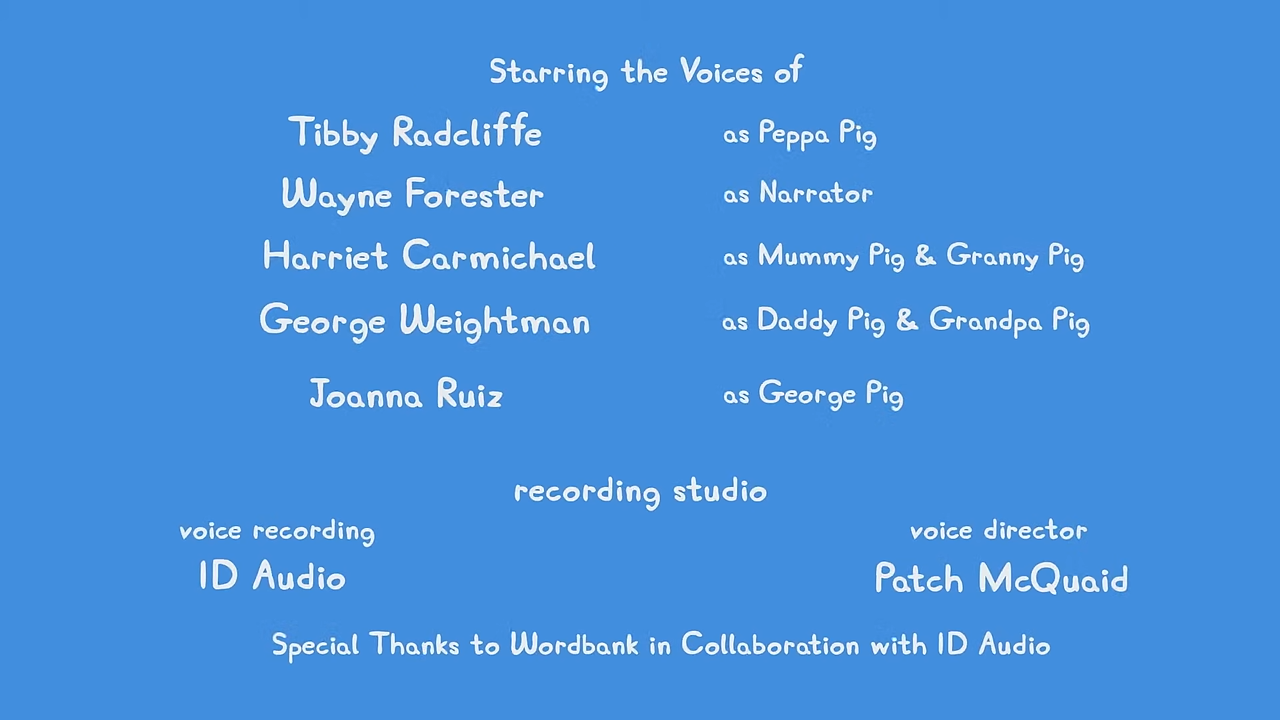 Starring the Voices of
Tibby Radcliffe as Peppa Pig
Wayne Forester as Narrator
Harriet Carmichael as Mummy Pig & Granny Pig
George Weightman as Daddy Pig & Grandpa Pig
Joanna Ruiz as George Pig
recording studio
voice recording voice director
ID Audio Patch McQuaid
Special Thanks to Wordbank in Collaboration with ID Audio